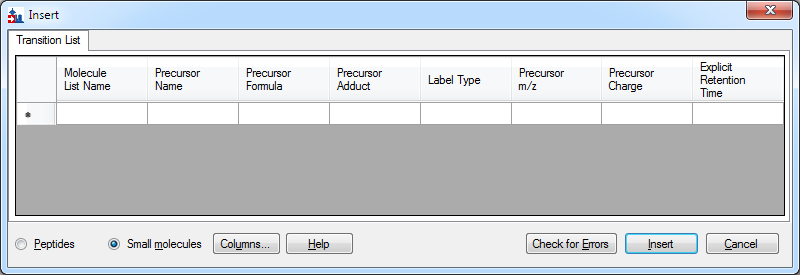 Insert
Transition List
Molecule List Name
Precursor Name
Precursor Formula
Precursor Adduct
Label Type
Precursor m/z
Precursor Charge
Explicit Retention Time
Peptides
Small molecules
Columns...
Help
Check for Errors
Insert
Cancel